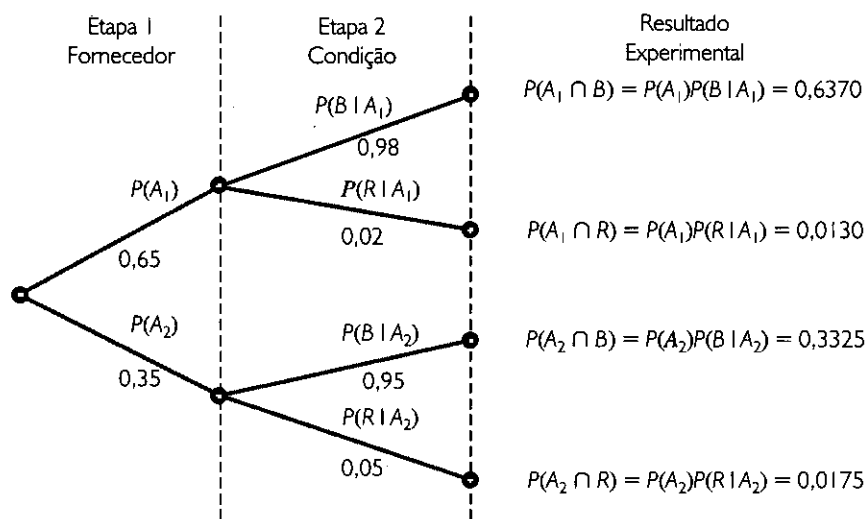 Etapa 1
Fornecedor
Etapa 2
Condição
Resultado
Experimental
P(B | A₁)
0,98
P(A₁ ∩ B) = P(A₁)P(B | A₁) = 0,6370
P(A₁)
0,65
P(R | A₁)
0,02
P(A₁ ∩ R) = P(A₁)P(R | A₁) = 0,0130
P(A₂)
0,35
P(B | A₂)
0,95
P(A₂ ∩ B) = P(A₂)P(B | A₂) = 0,3325
P(R | A₂)
0,05
P(A₂ ∩ R) = P(A₂)P(R | A₂) = 0,0175